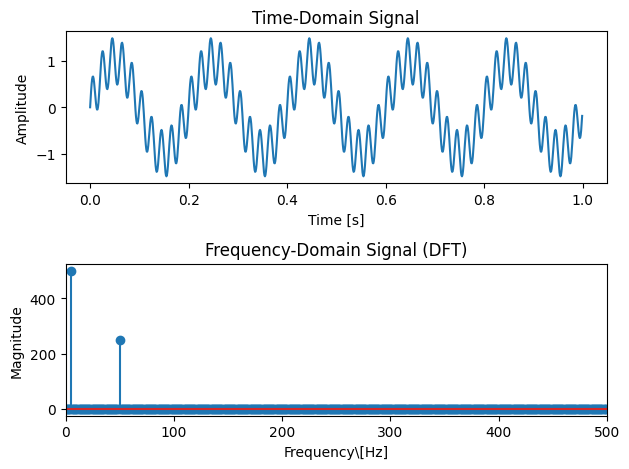 Time-Domain Signal
1
0
−1
Amplitude
0.0 0.2 0.4 0.6 0.8 1.0
Time [s]
Frequency-Domain Signal (DFT)
400
200
0
Magnitude
0 100 200 300 400 500
Frequency\[Hz]